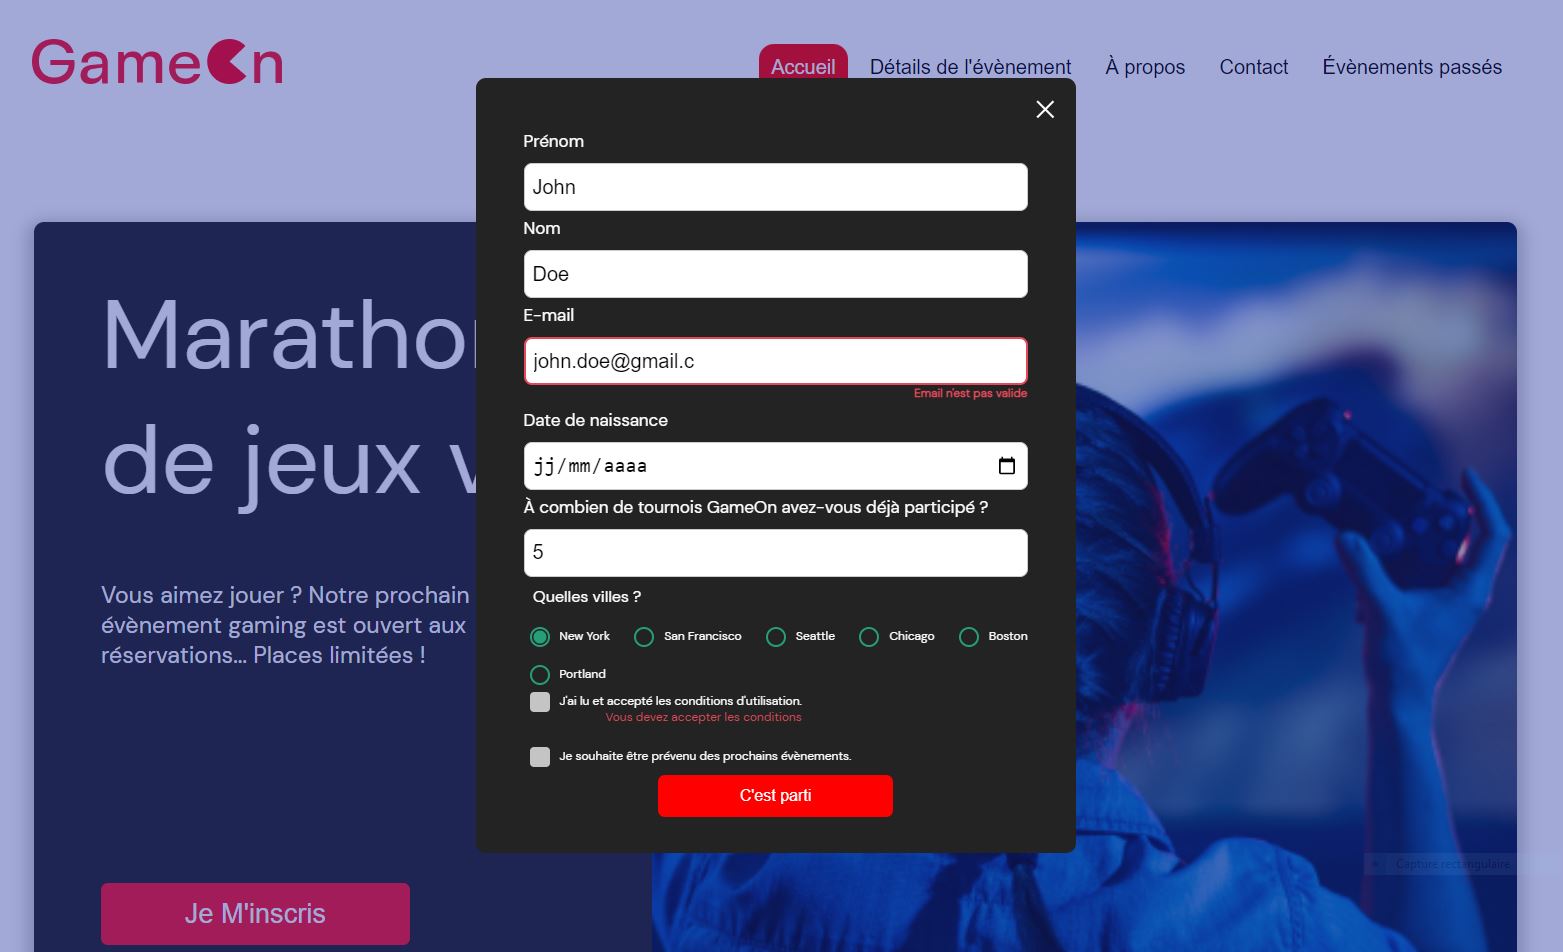 GameOn
Accueil Détails de l'évènement À propos Contact Évènements passés
Prénom
John
Nom
Doe
E-mail
john.doe@gmail.c
Email n'est pas valide
Date de naissance
jj/mm/aaaa
À combien de tournois GameOn avez-vous déjà participé ?
5
Quelles villes ?
New York San Francisco Seattle Chicago Boston
Portland
J'ai lu et accepté les conditions d'utilisation.
Vous devez accepter les conditions
Je souhaite être prévenu des prochains évènements.
C'est parti
Maratho
de jeux v
Vous aimez jouer ? Notre prochain
évènement gaming est ouvert aux
réservations... Places limitées !
Je M'inscris
Capture rectangulaire